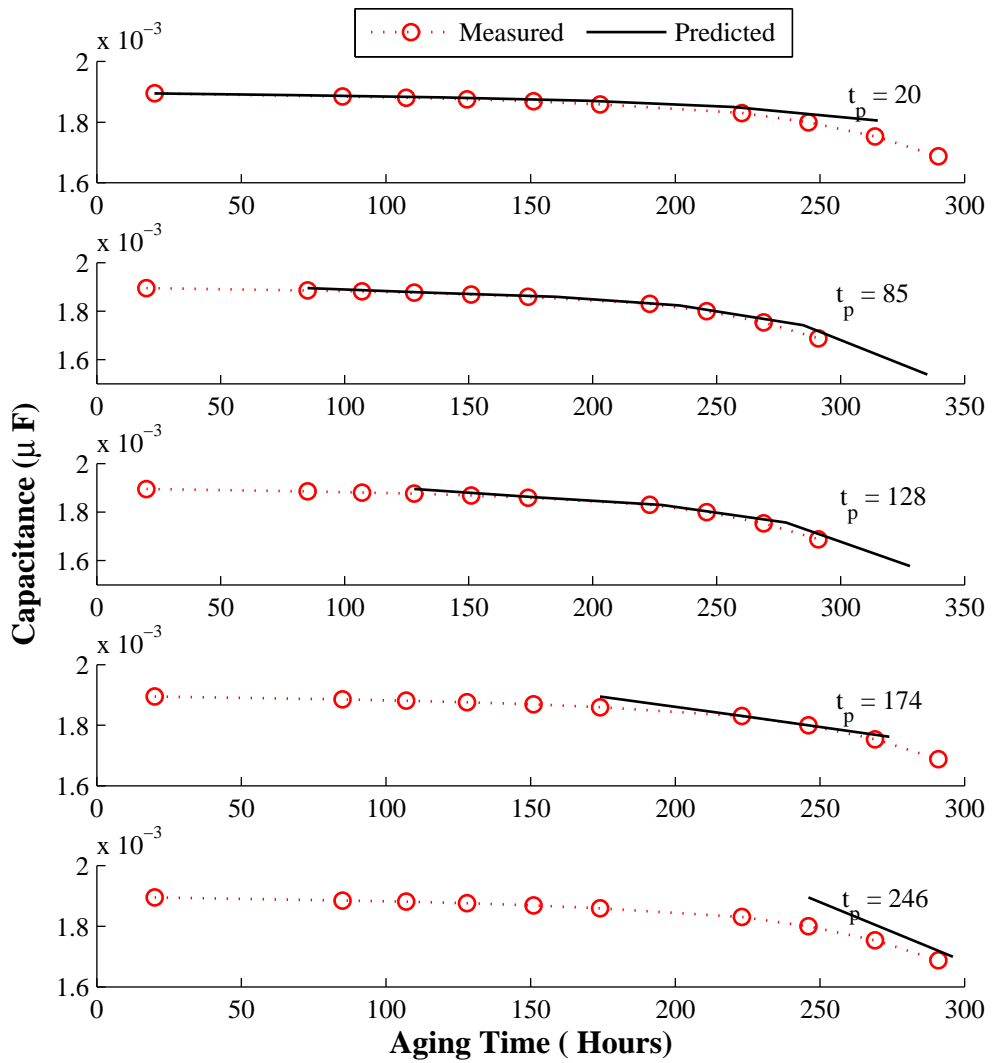 Measured Predicted
x 10⁻³
2
1.8
1.6
t_p = 20
0 50 100 150 200 250 300
x 10⁻³
2
1.8
1.6
t_p = 85
0 50 100 150 200 250 300 350
x 10⁻³
2
1.8
1.6
t_p = 128
0 50 100 150 200 250 300 350
x 10⁻³
2
1.8
1.6
t_p = 174
0 50 100 150 200 250 300
x 10⁻³
2
1.8
1.6
t_p = 246
0 50 100 150 200 250 300
Capacitance (μ F)
Aging Time ( Hours)